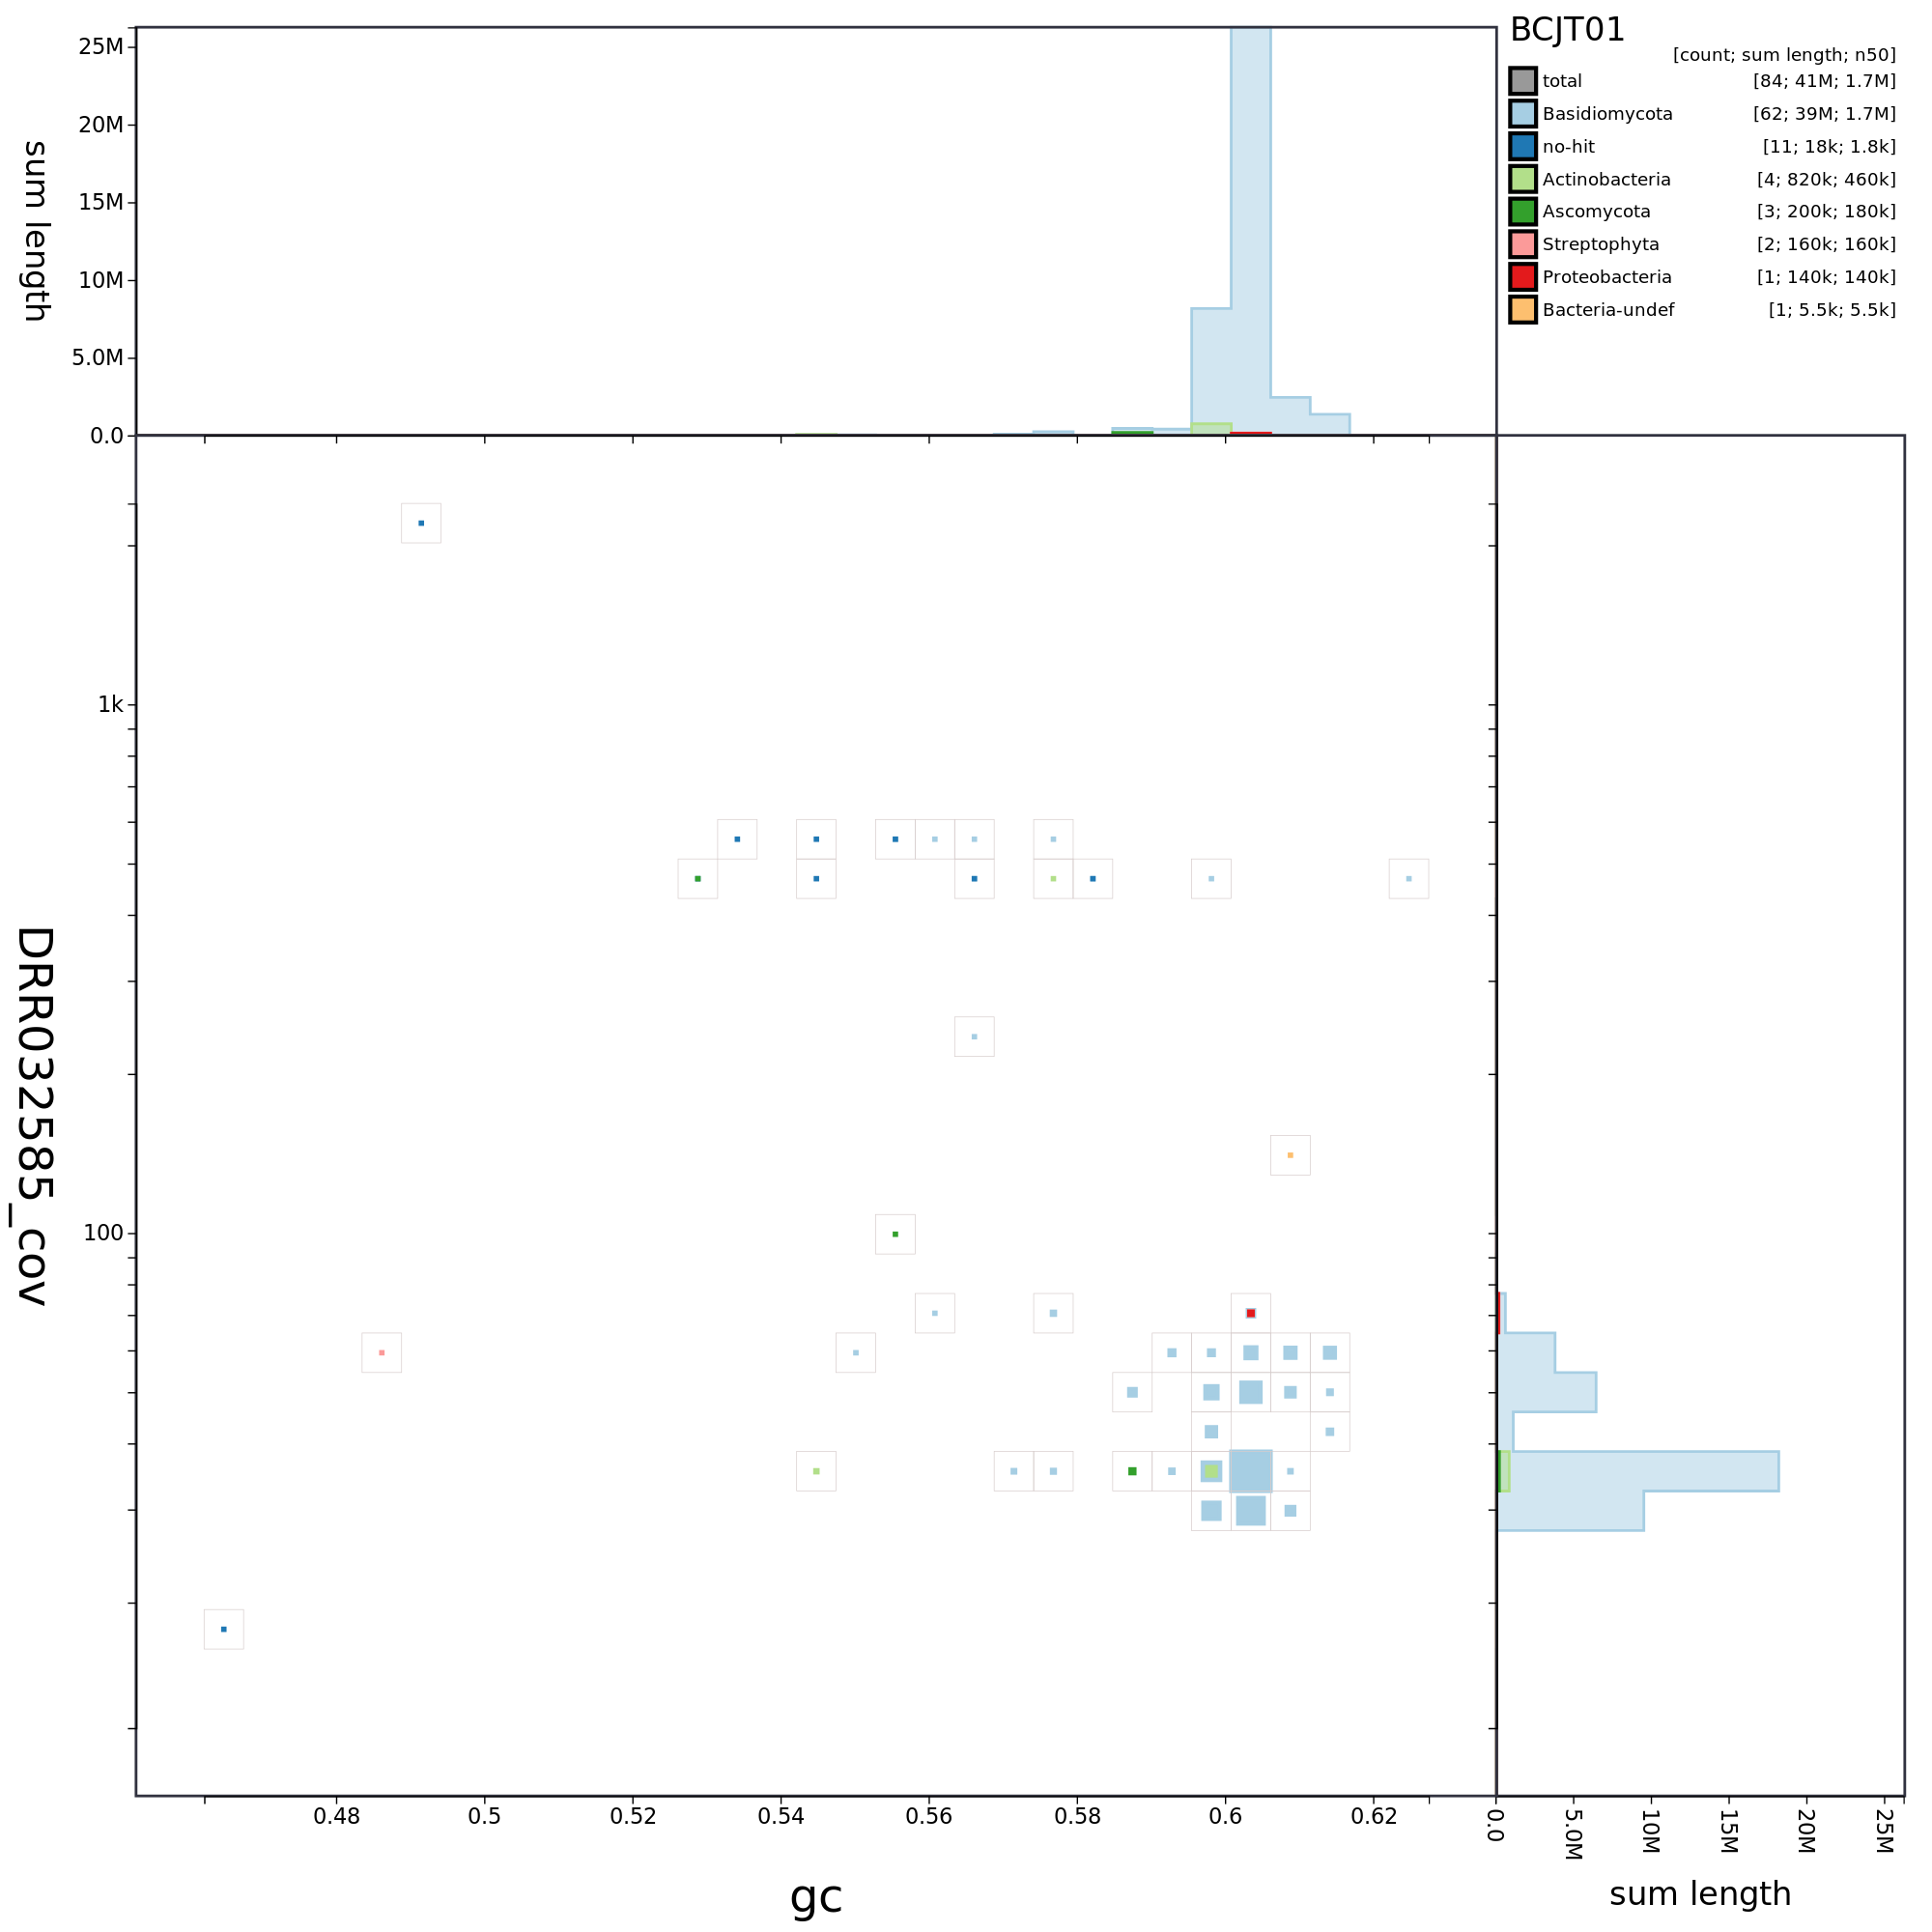 BCJT01
[count; sum length; n50]
total [84; 41M; 1.7M]
Basidiomycota [62; 39M; 1.7M]
no-hit [11; 18k; 1.8k]
Actinobacteria [4; 820k; 460k]
Ascomycota [3; 200k; 180k]
Streptophyta [2; 160k; 160k]
Proteobacteria [1; 140k; 140k]
Bacteria-undef [1; 5.5k; 5.5k]
sum length
25M
20M
15M
10M
5.0M
0.0
DRR032585_cov
1k
100
0.48 0.5 0.52 0.54 0.56 0.58 0.6 0.62
gc
.0 5.0M 10M 15M 20M 25M
sum length